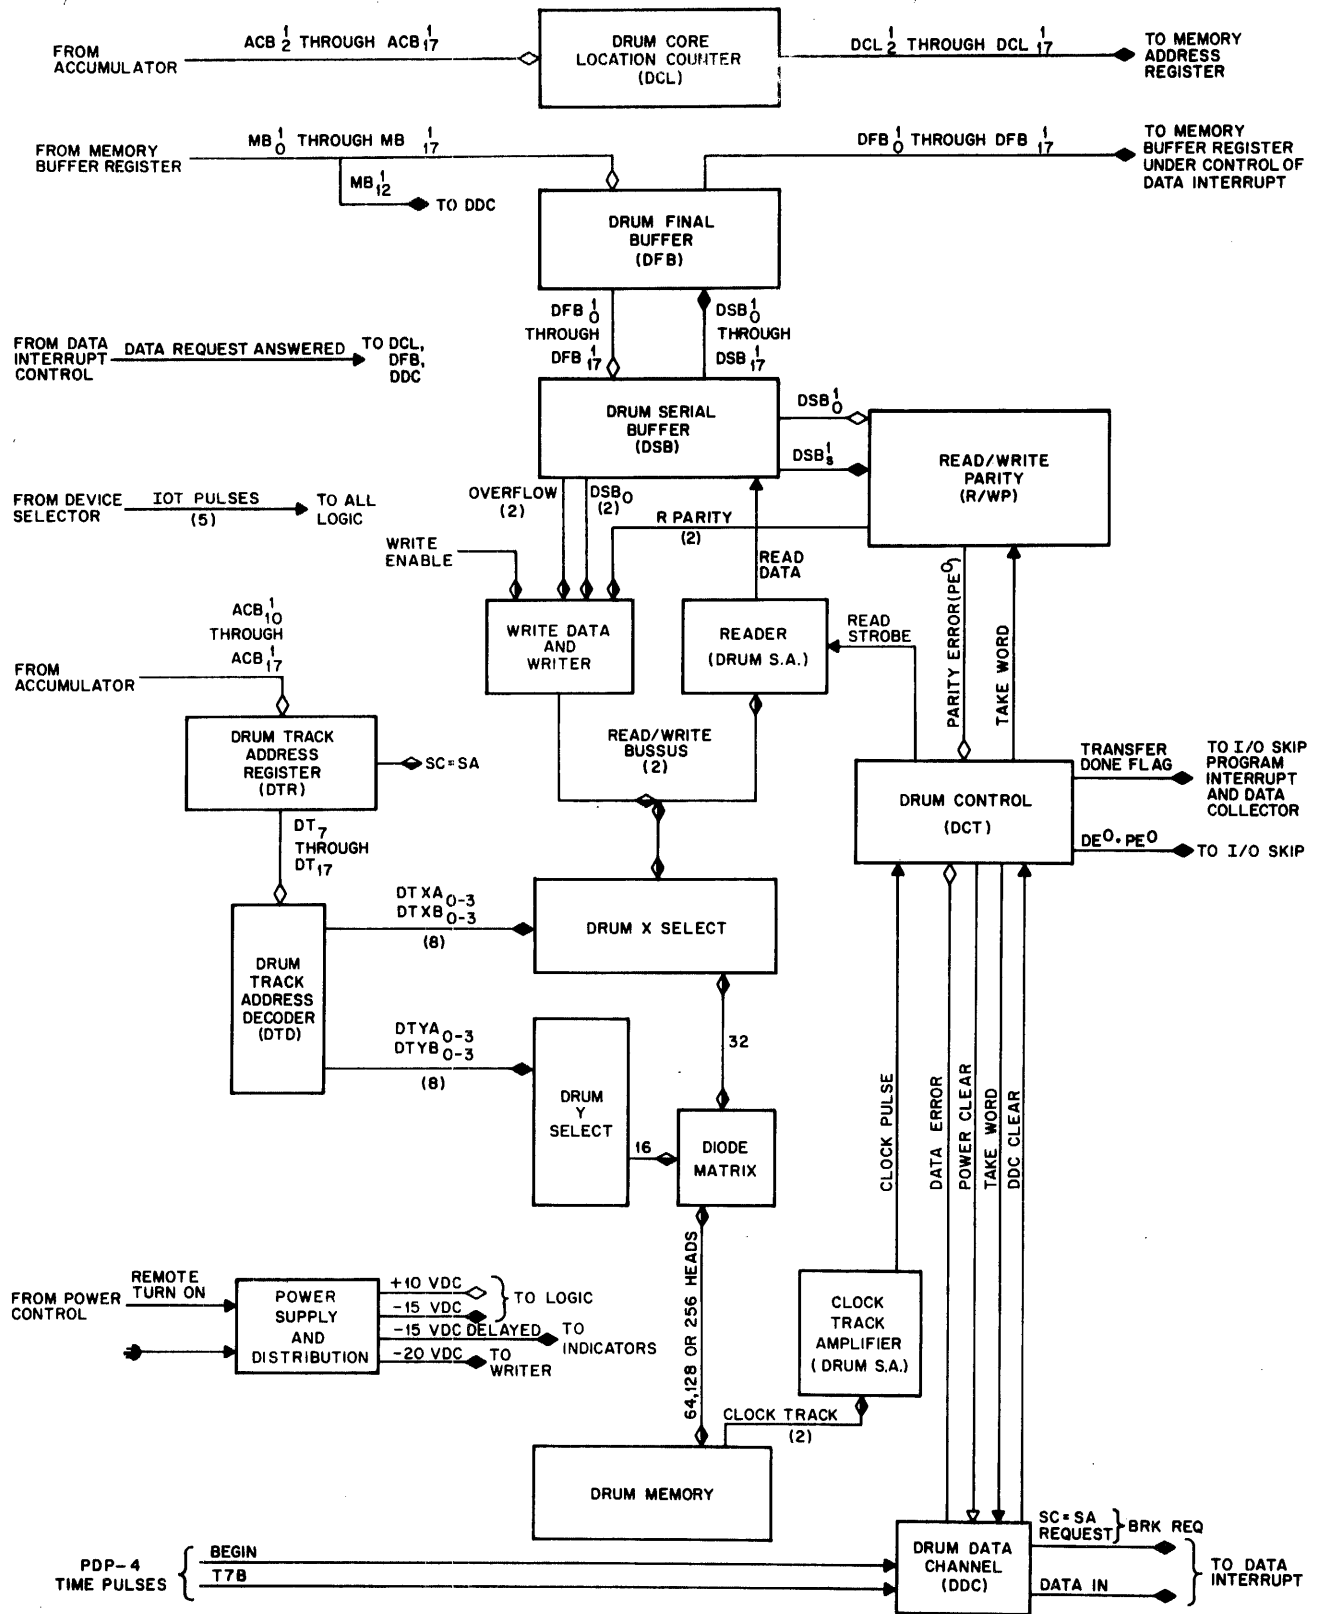 FROM
ACCUMULATOR
ACB 1 2 THROUGH ACB 1 17
DRUM CORE
LOCATION COUNTER
(DCL)
DCL 1 2 THROUGH DCL 1 17
TO MEMORY
ADDRESS
REGISTER
FROM MEMORY
BUFFER REGISTER
MB 1 0 THROUGH MB 1 17
MB 1 12
TO DDC
DFB 1 0 THROUGH DFB 1 17
TO MEMORY
BUFFER REGISTER
UNDER CONTROL OF
DATA INTERRUPT
DRUM FINAL
BUFFER
(DFB)
DFB 1 0
THROUGH
DFB 1 17
DSB 1 0
THROUGH
DSB 1 17
FROM DATA
INTERRUPT
CONTROL
DATA REQUEST ANSWERED
TO DCL,
DFB,
DDC
DRUM SERIAL
BUFFER
(DSB)
DSB 1 0
DSB 1 s
READ/WRITE
PARITY
(R/WP)
FROM DEVICE
SELECTOR
IOT PULSES
(5)
TO ALL
LOGIC
OVERFLOW
(2)
DSB 0
(2)
R PARITY
(2)
WRITE
ENABLE
READ
DATA
WRITE DATA
AND
WRITER
READER
(DRUM S.A.)
READ
STROBE
PARITY ERROR(PE 0)
TAKE WORD
ACB 1 10
THROUGH
ACB 1 17
FROM
ACCUMULATOR
DRUM TRACK
ADDRESS
REGISTER
(DTR)
SC=SA
READ/WRITE
BUSSUS
(2)
DRUM CONTROL
(DCT)
TRANSFER
DONE FLAG
TO I/O SKIP
PROGRAM
INTERRUPT
AND DATA
COLLECTOR
DE 0 · PE 0
TO I/O SKIP
DT 7
THROUGH
DT 17
DRUM
TRACK
ADDRESS
DECODER
(DTD)
DTXA 0-3
DTXB 0-3
(8)
DRUM X SELECT
DTYA 0-3
DTYB 0-3
(8)
DRUM
Y
SELECT
32
16
DIODE
MATRIX
CLOCK PULSE
DATA ERROR
POWER CLEAR
TAKE WORD
DDC CLEAR
FROM POWER
CONTROL
REMOTE
TURN ON
POWER
SUPPLY
AND
DISTRIBUTION
+10 VDC
-15 VDC
TO LOGIC
-15 VDC DELAYED
TO
INDICATORS
-20 VDC
TO
WRITER
64,128 OR 256 HEADS
CLOCK
TRACK
AMPLIFIER
(DRUM S.A.)
CLOCK TRACK
(2)
DRUM MEMORY
PDP-4
TIME PULSES
BEGIN
T7B
DRUM DATA
CHANNEL
(DDC)
SC=SA
REQUEST
BRK REQ
DATA IN
TO DATA
INTERRUPT